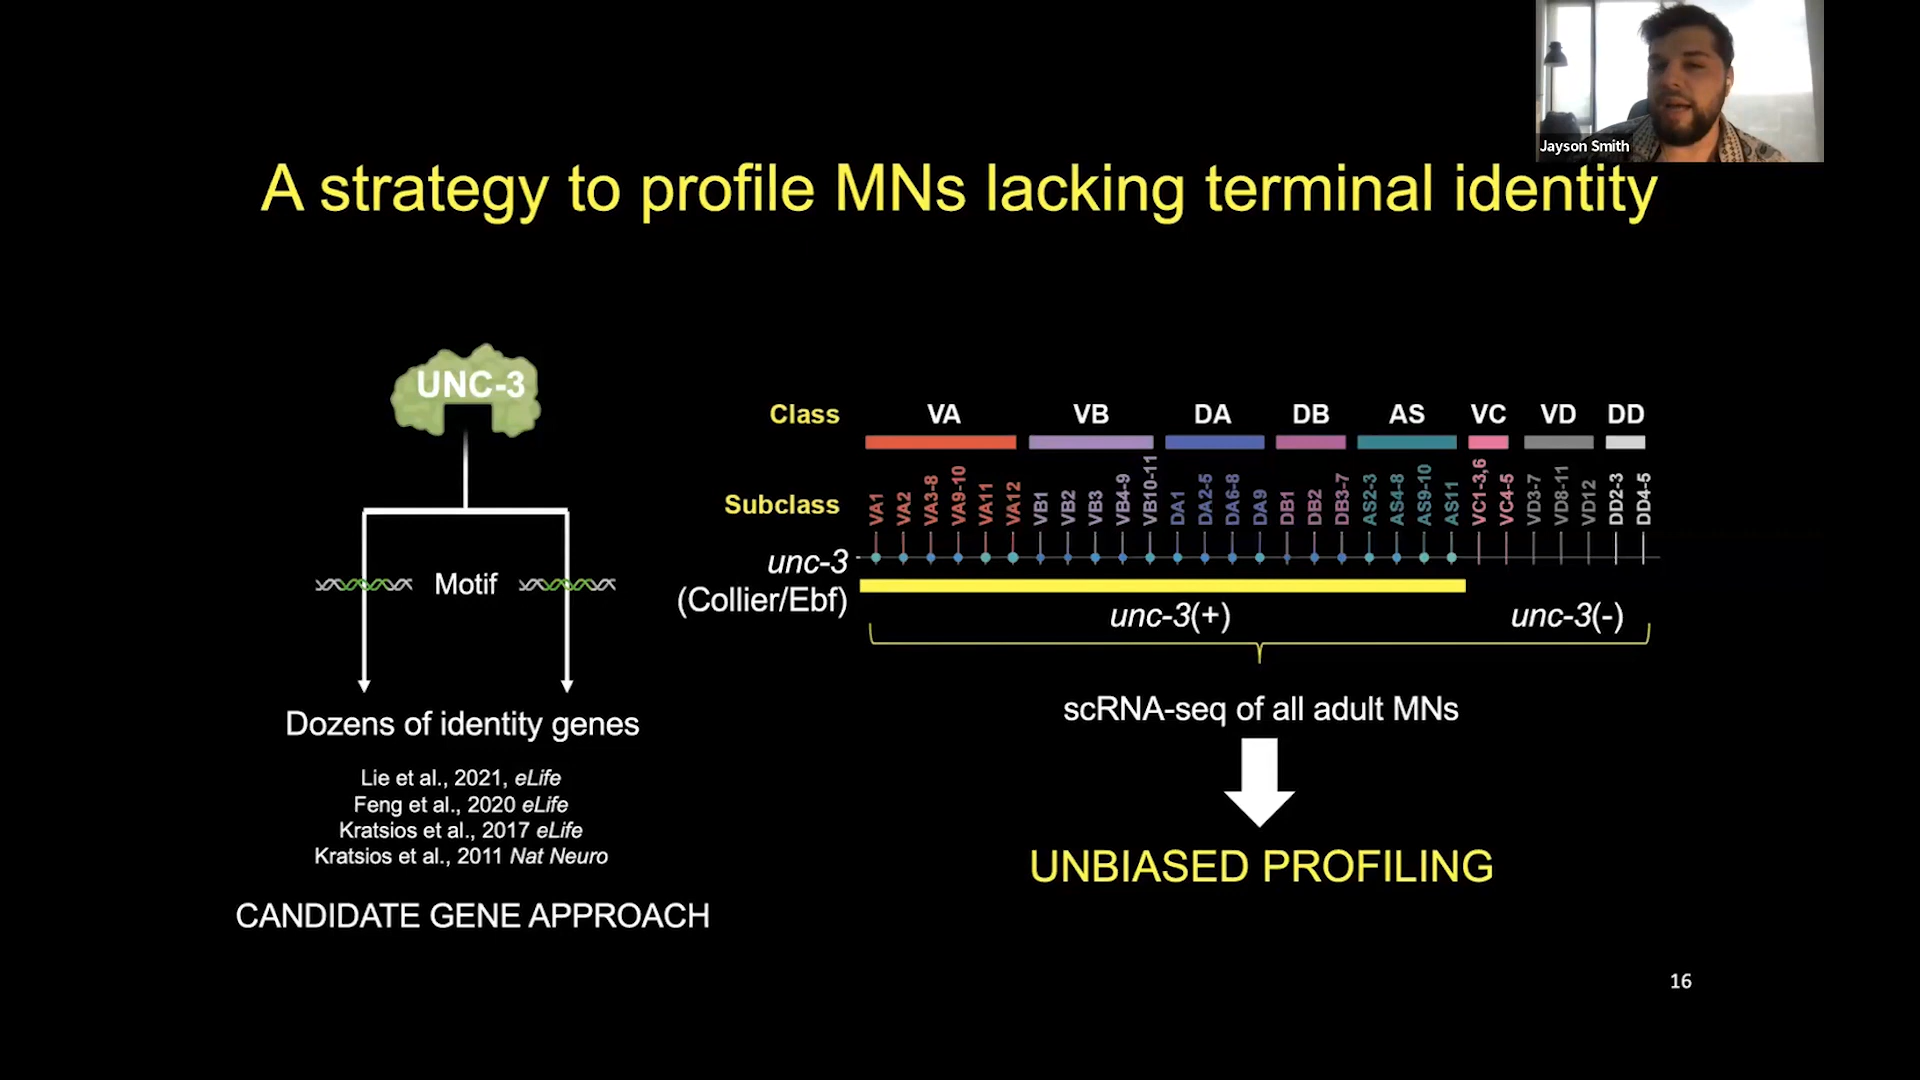 Jayson Smith
A strategy to profile MNs lacking terminal identity
UNC-3
Motif
Dozens of identity genes
Lie et al., 2021, eLife
Feng et al., 2020 eLife
Kratsios et al., 2017 eLife
Kratsios et al., 2011 Nat Neuro
CANDIDATE GENE APPROACH
Class VA VB DA DB AS VC VD DD
Subclass VA1 VA2 VA3-8 VA9-10 VA11 VA12 VB1 VB2 VB3 VB4-9 VB10-11 DA1 DA2-5 DA6-8 DA9 DB1 DB2 DB3-7 AS2-3 AS4-8 AS9-10 AS11 VC1-3,6 VC4-5 VD3-7 VD8-11 VD12 DD2-3 DD4-5
unc-3
(Collier/Ebf)
unc-3(+) unc-3(-)
scRNA-seq of all adult MNs
UNBIASED PROFILING
16